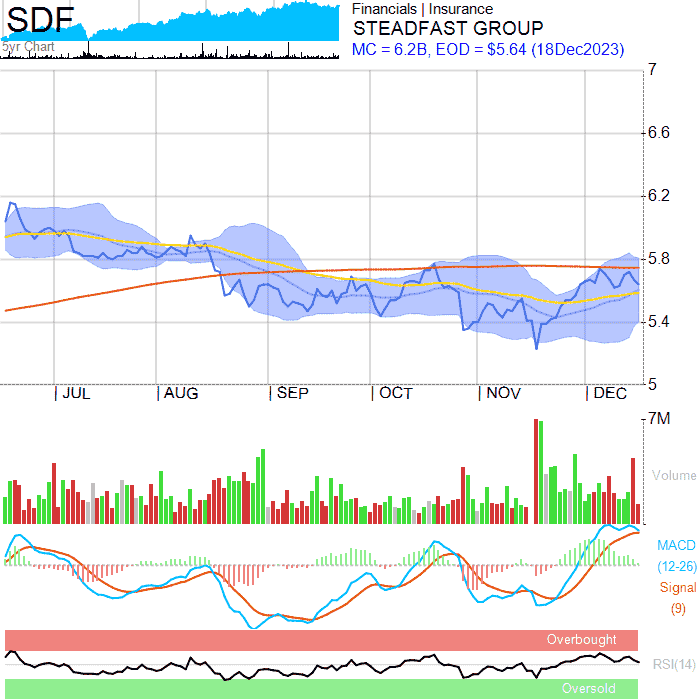 SDF
5yr Chart
Financials | Insurance
STEADFAST GROUP
MC = 6.2B, EOD = $5.64 (18Dec2023)
7
6.6
6.2
5.8
5.4
5
| JUL | AUG | SEP | OCT | NOV | DEC
7M
Volume
MACD
(12-26)
Signal
(9)
Overbought
RSI(14)
Oversold